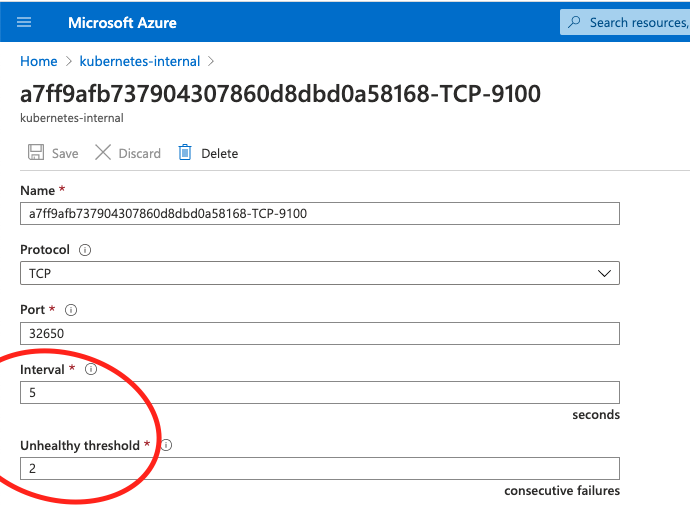 Microsoft Azure
Search resources,
Home > kubernetes-internal >
a7ff9afb737904307860d8dbd0a58168-TCP-9100
kubernetes-internal
Save Discard Delete
Name *
a7ff9afb737904307860d8dbd0a58168-TCP-9100
Protocol
TCP
Port *
32650
Interval *
5
seconds
Unhealthy threshold *
2
consecutive failures